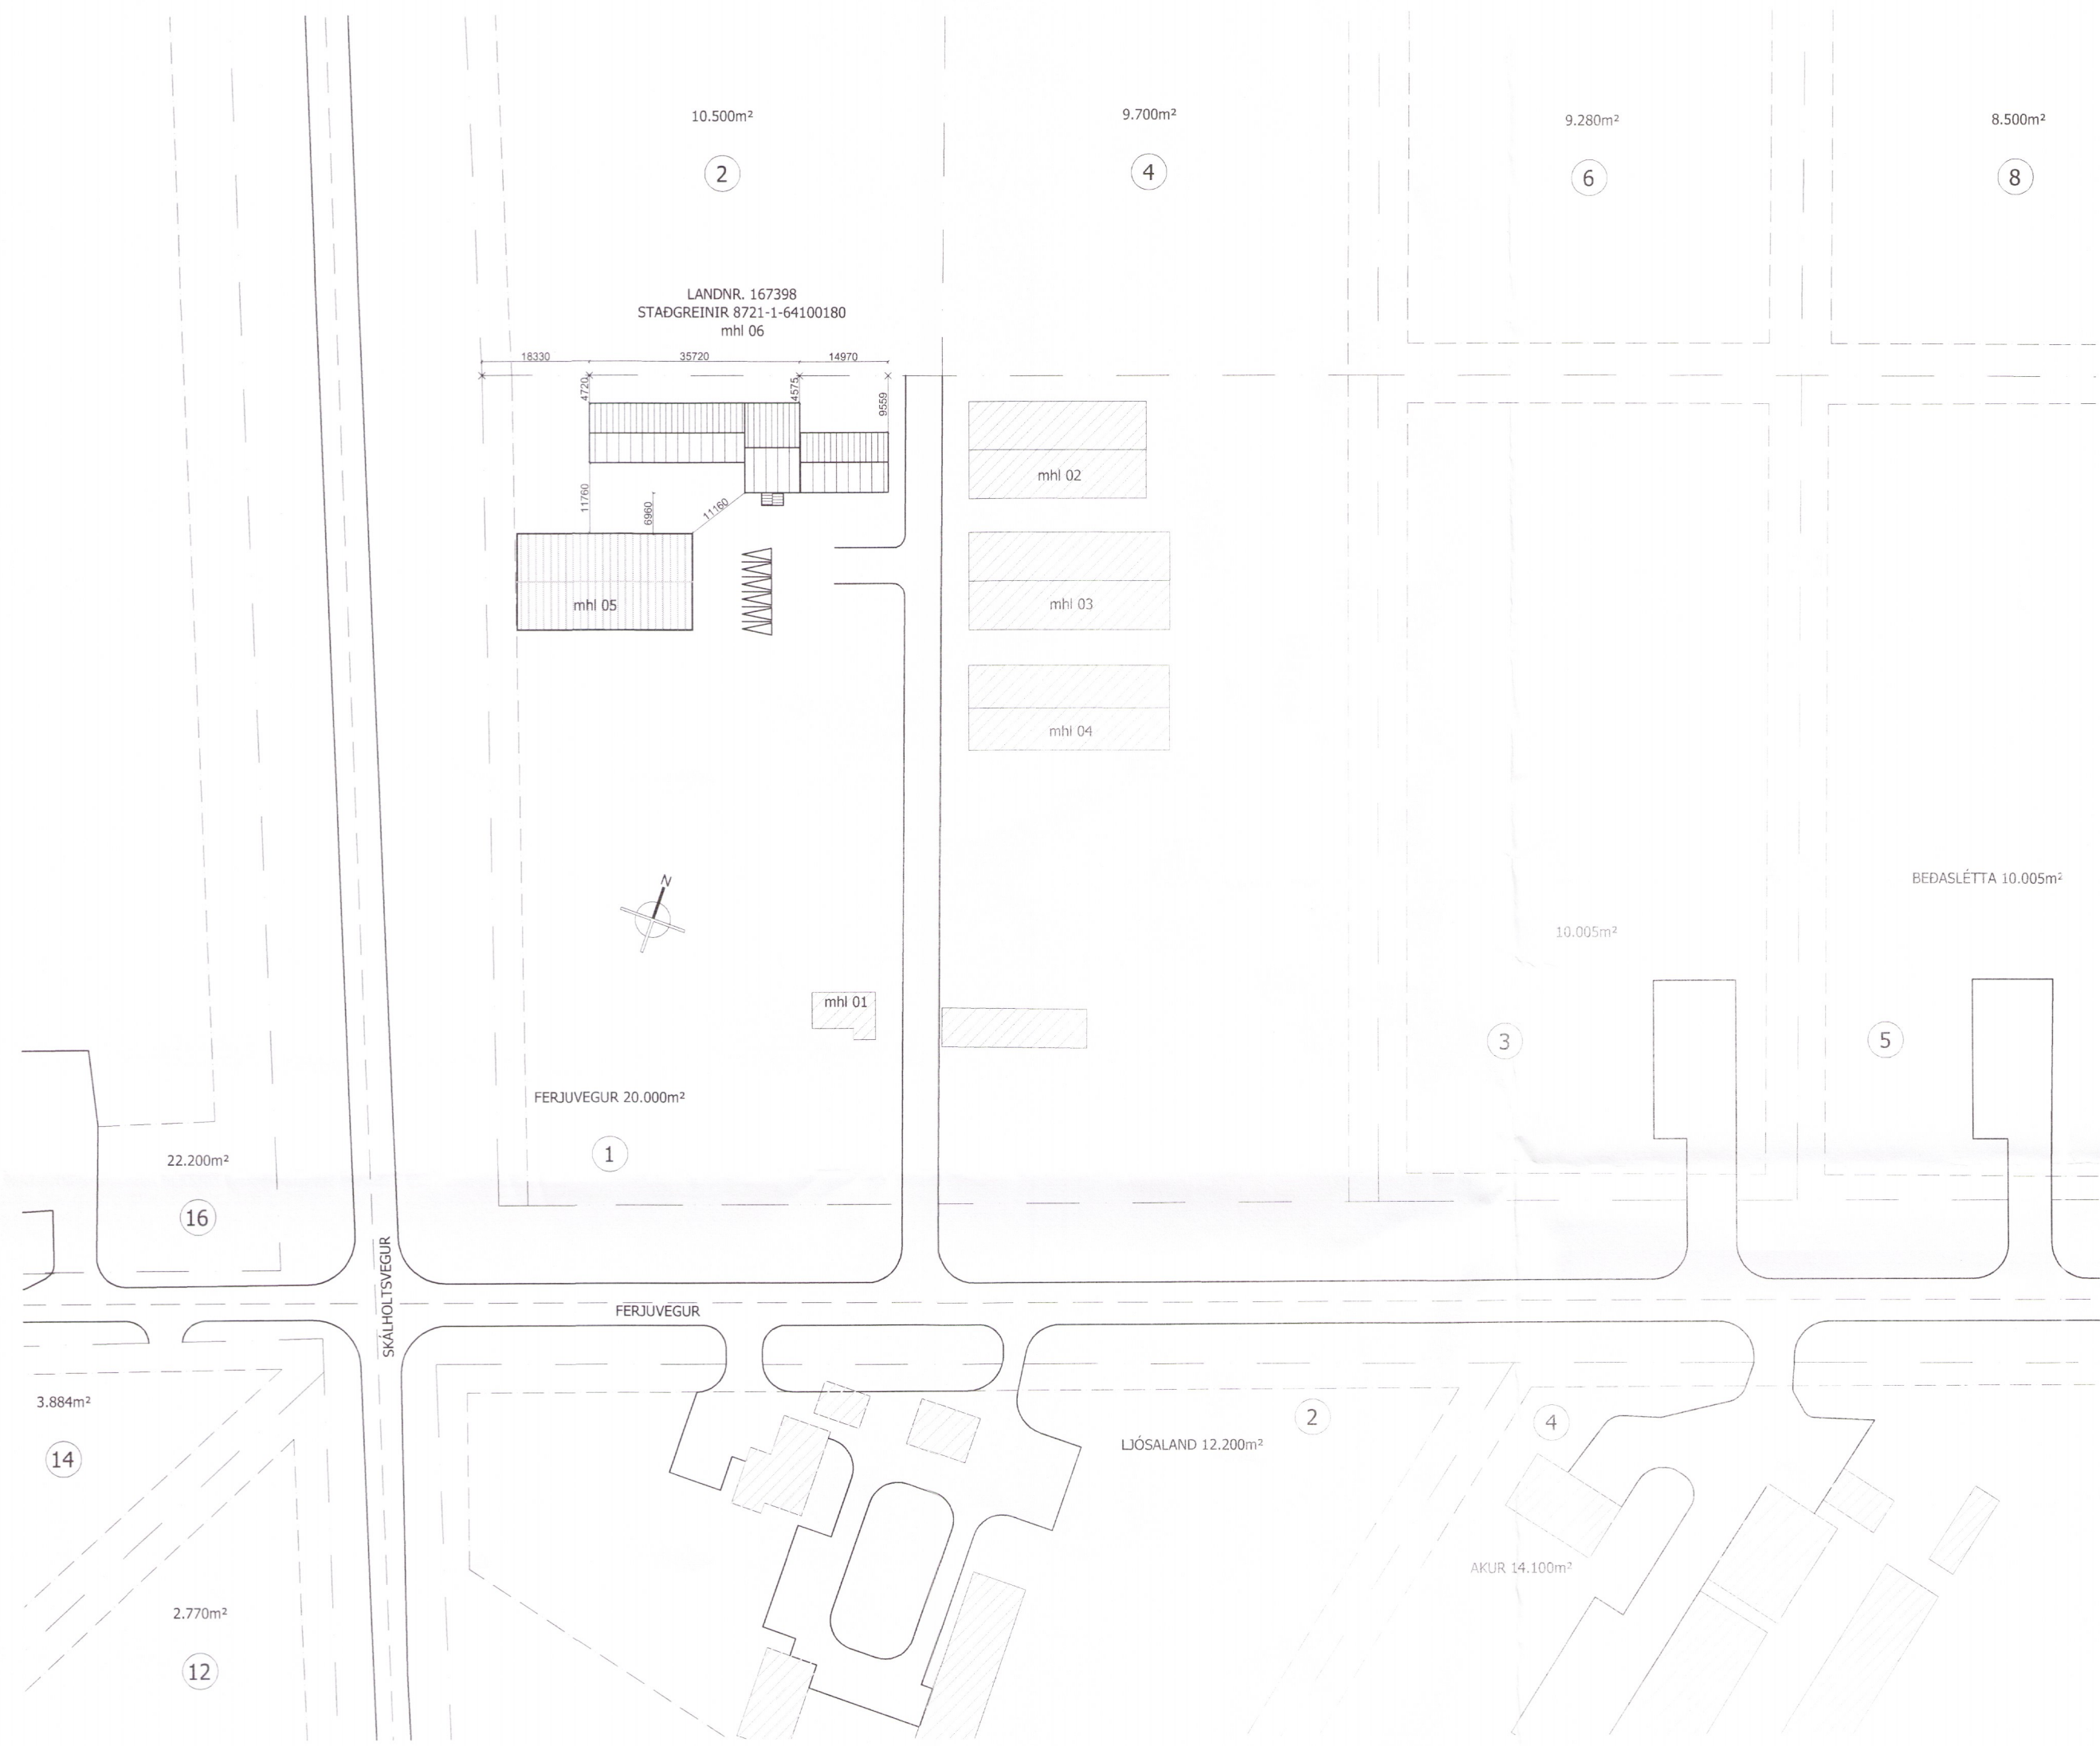 10.500m²
9.700m²
9.280m²
8.500m²
2
4
6
8
LANDNR. 167398
STAÐGREINIR 8721-1-64100180
mhl 06
18330
35720
14970
4720
4575
9559
mhl 02
11760
6960
11160
mhl 05
mhl 03
mhl 04
N
BEÐASLÉTTA 10.005m²
10.005m²
mhl 01
3
5
FERJUVEGUR 20.000m²
1
22.200m²
16
SKÁLHOLTSVEGUR
FERJUVEGUR
3.884m²
14
2
4
LJÓSALAND 12.200m²
AKUR 14.100m²
2.770m²
12